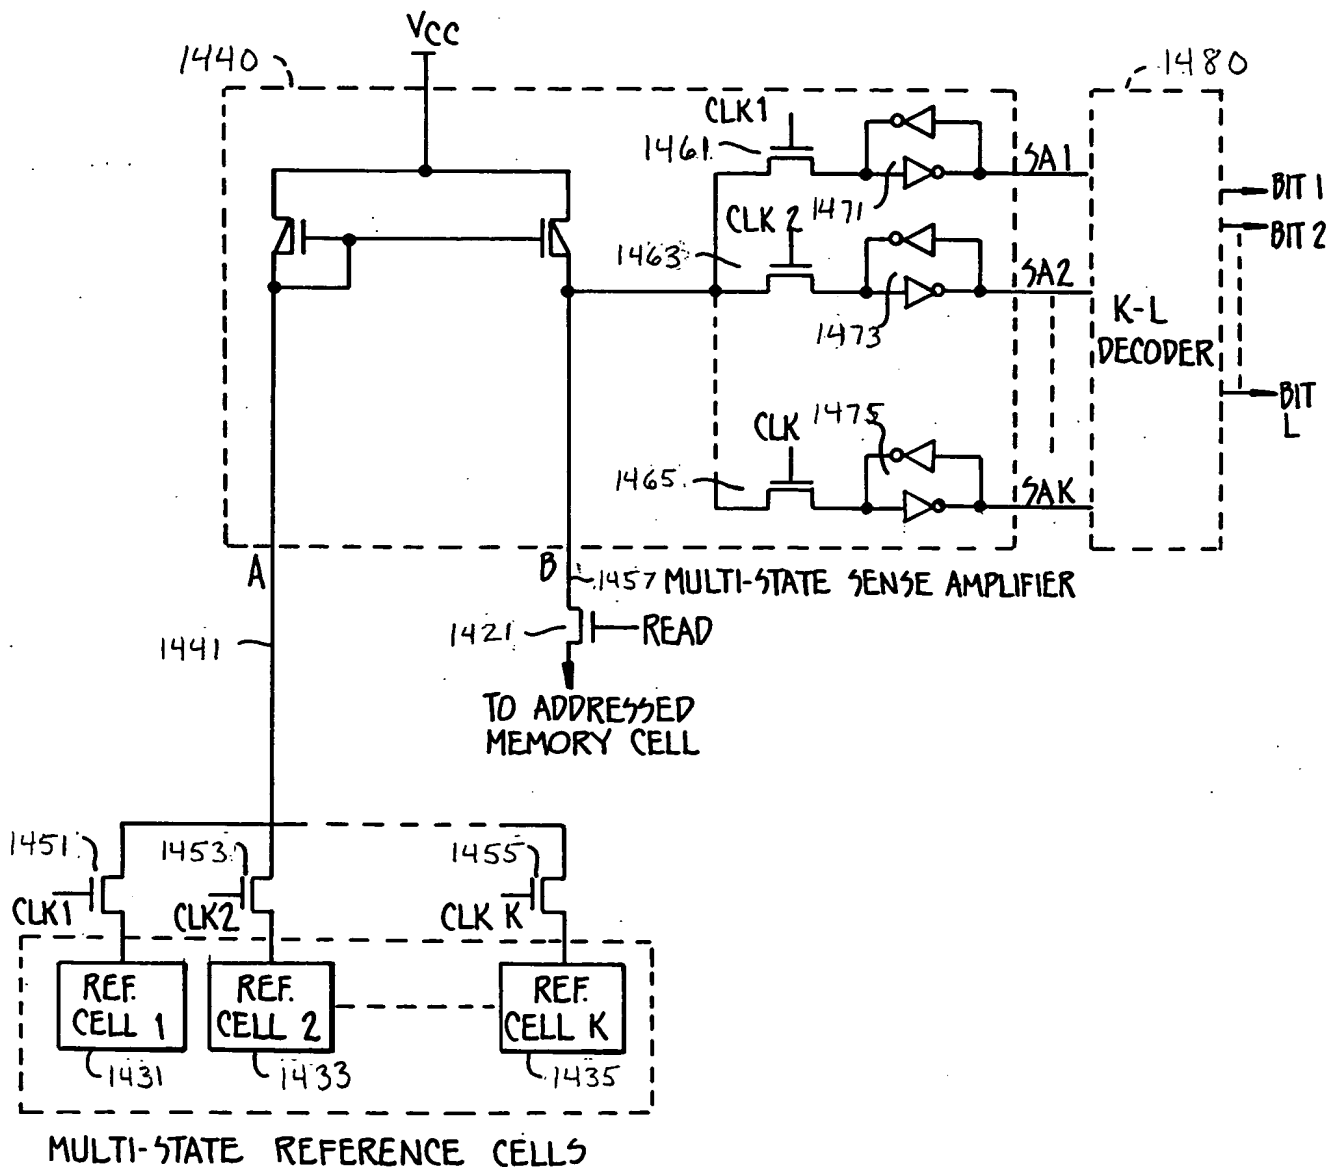 VCC
1440
1480
CLK1
1461
SA1
1471
BIT 1
CLK 2
BIT 2
1463
SA2
1473
K-L
DECODER
CLK
1475
BIT
L
1465
SAK
A
B
1457
MULTI-STATE SENSE AMPLIFIER
1421
READ
1441
TO ADDRESSED
MEMORY CELL
1451
1453
1455
CLK1
CLK2
CLK K
REF.
CELL 1
REF.
CELL 2
REF.
CELL K
1431
1433
1435
MULTI-STATE REFERENCE CELLS